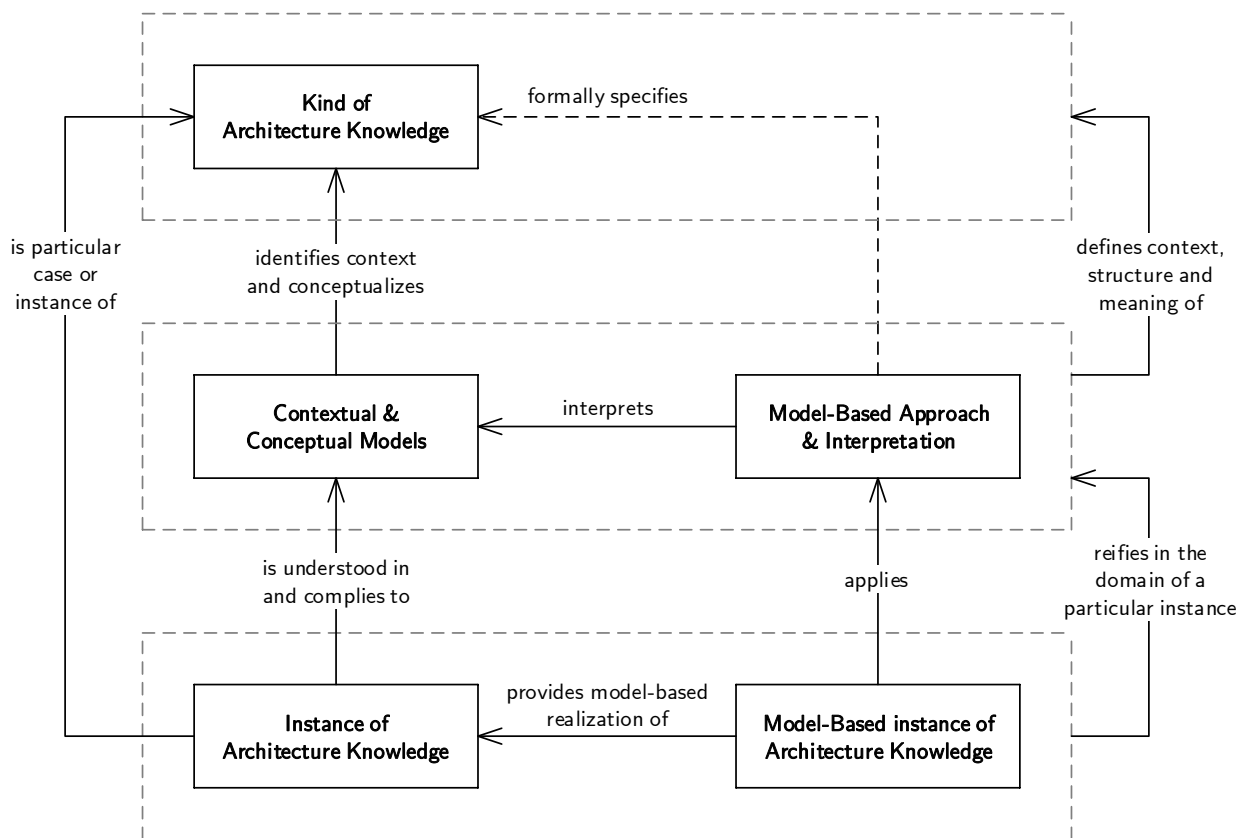 Kind of
Architecture Knowledge
formally specifies
is particular
case or
instance of
identifies context
and conceptualizes
defines context,
structure and
meaning of
Contextual &
Conceptual Models
interprets
Model-Based Approach
& Interpretation
is understood in
and complies to
applies
reifies in the
domain of a
particular instance
Instance of
Architecture Knowledge
provides model-based
realization of
Model-Based instance of
Architecture Knowledge